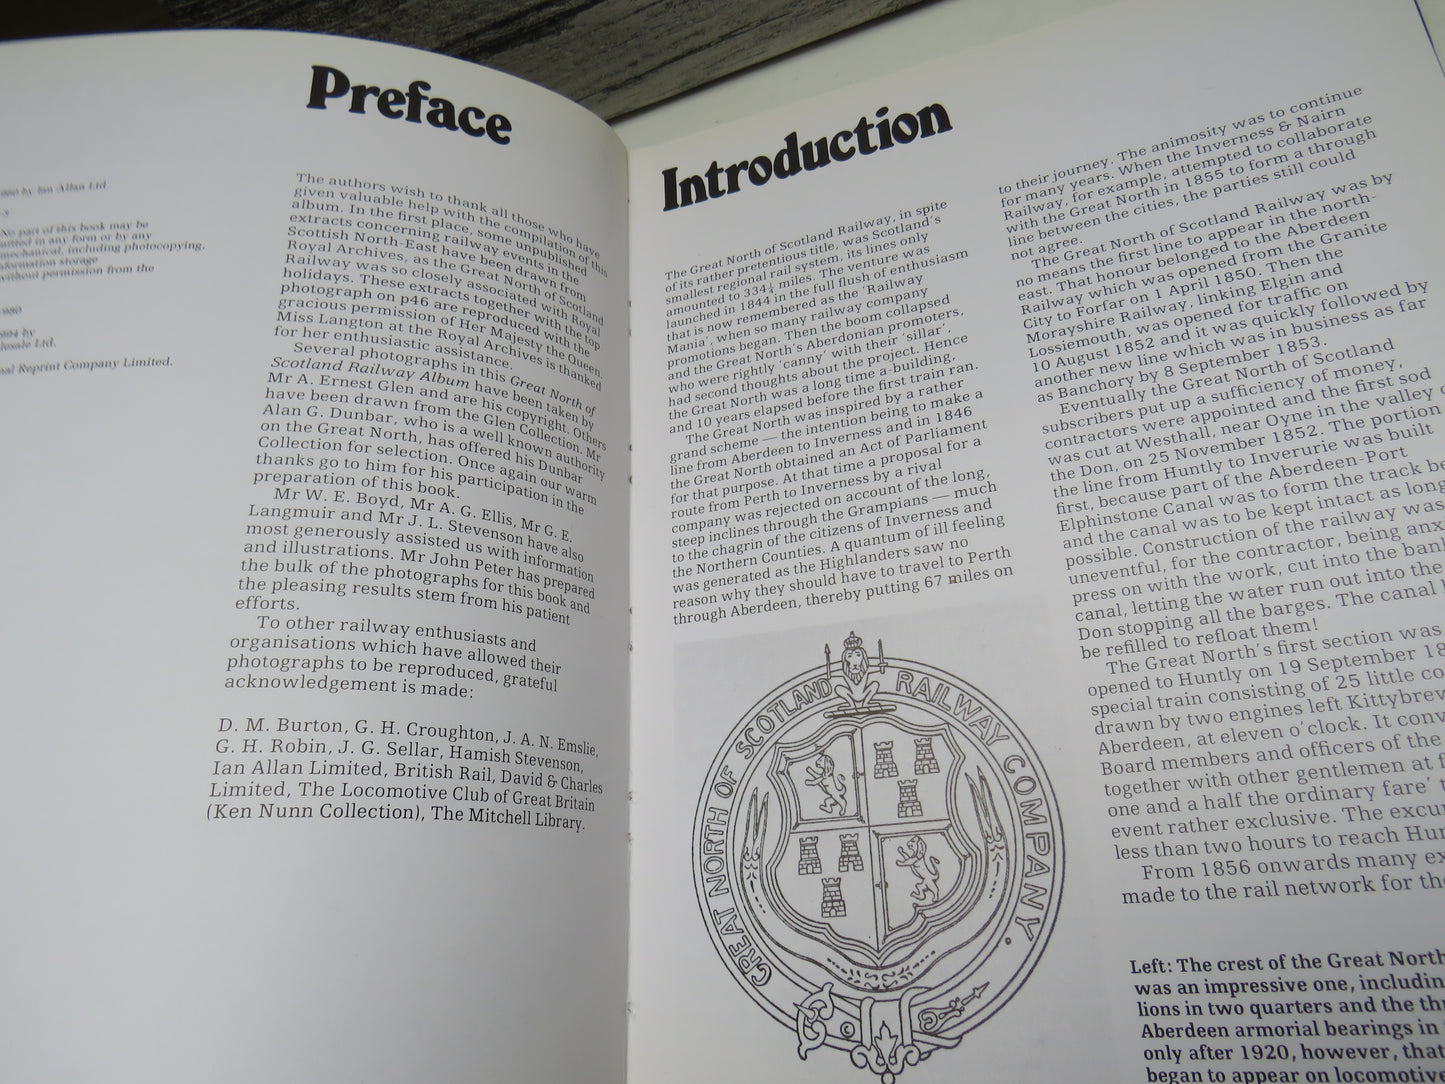 by Ian Allan Ltd
No part of this book may be
in any form or by any
mechanical, including photocopying,
storage
without permission from the
by
Ltd.
Reprint Company Limited.
Preface
The authors wish to thank all those who have
given valuable help with the compilation of this
album. In the first place, some unpublished
extracts concerning railway events in the
Scottish North-East have been drawn from
Royal Archives, as the Great North of Scotland
Railway was so closely associated with Royal
holidays. These extracts together with the top
photograph on p46 are reproduced with the
gracious permission of Her Majesty the Queen.
Miss Langton at the Royal Archives is thanked
for her enthusiastic assistance.
Several photographs in this Great North of
Scotland Railway Album have been taken by
Mr A. Ernest Glen and are his copyright. Others
have been drawn from the Glen Collection. Mr
Alan G. Dunbar, who is a well known authority
on the Great North, has offered his Dunbar
Collection for selection. Once again our warm
thanks go to him for his participation in the
preparation of this book.
Mr W. E. Boyd, Mr A. G. Ellis, Mr G. E.
Langmuir and Mr J. L. Stevenson have also
most generously assisted us with information
and illustrations. Mr John Peter has prepared
the bulk of the photographs for this book and
the pleasing results stem from his patient
efforts.
To other railway enthusiasts and
organisations which have allowed their
photographs to be reproduced, grateful
acknowledgement is made:
D. M. Burton, G. H. Croughton, J. A. N. Emslie,
G. H. Robin, J. G. Sellar, Hamish Stevenson,
Ian Allan Limited, British Rail, David & Charles
Limited, The Locomotive Club of Great Britain
(Ken Nunn Collection), The Mitchell Library.
Introduction
The Great North of Scotland Railway, in spite
of its rather pretentious title, was Scotland's
smallest regional rail system, its lines only
amounted to 334¼ miles. The venture was
launched in 1844 in the full flush of enthusiasm
that is now remembered as the 'Railway
Mania', when so many railway company
promotions began. Then the boom collapsed
and the Great North's Aberdonian promoters,
who were rightly 'canny' with their 'sillar',
had second thoughts about the project. Hence
the Great North was a long time a-building,
and 10 years elapsed before the first train ran.
The Great North was inspired by a rather
grand scheme — the intention being to make a
line from Aberdeen to Inverness and in 1846
the Great North obtained an Act of Parliament
for that purpose. At that time a proposal for a
route from Perth to Inverness by a rival
company was rejected on account of the long,
steep inclines through the Grampians — much
to the chagrin of the citizens of Inverness and
the Northern Counties. A quantum of ill feeling
was generated as the Highlanders saw no
reason why they should have to travel to Perth
through Aberdeen, thereby putting 67 miles on
GREAT NORTH OF SCOTLAND RAILWAY COMPANY.
©
to their journey. The animosity was to continue
for many years. When the Inverness & Nairn
Railway, for example, attempted to collaborate
with the Great North in 1855 to form a through
line between the cities, the parties still could
not agree.
The Great North of Scotland Railway was by
no means the first line to appear in the north-
east. That honour belonged to the Aberdeen
Railway which was opened from the Granite
City to Forfar on 1 April 1850. Then the
Morayshire Railway, linking Elgin and
Lossiemouth, was opened for traffic on
10 August 1852 and it was quickly followed by
another new line which was in business as far
as Banchory by 8 September 1853.
Eventually the Great North of Scotland
subscribers put up a sufficiency of money,
contractors were appointed and the first sod
was cut at Westhall, near Oyne in the valley
the Don, on 25 November 1852. The portion
the line from Huntly to Inverurie was built
first, because part of the Aberdeen-Port
Elphinstone Canal was to form the track
and the canal was to be kept intact as long
possible. Construction of the railway was
uneventful, for the contractor, being
press on with the work, cut into the
canal, letting the water run out into the
Don stopping all the barges. The canal
be refilled to refloat them!
The Great North's first section was
opened to Huntly on 19 September
special train consisting of 25 little
drawn by two engines left
Aberdeen, at eleven o'clock. It
Board members and officers of the
together with other gentlemen at
one and a half the ordinary fare'
event rather exclusive. The
less than two hours to reach
From 1856 onwards many
made to the rail network for
Left: The crest of the Great North
was an impressive one,
lions in two quarters and the
Aberdeen armorial bearings in
only after 1920, however, that
began to appear on